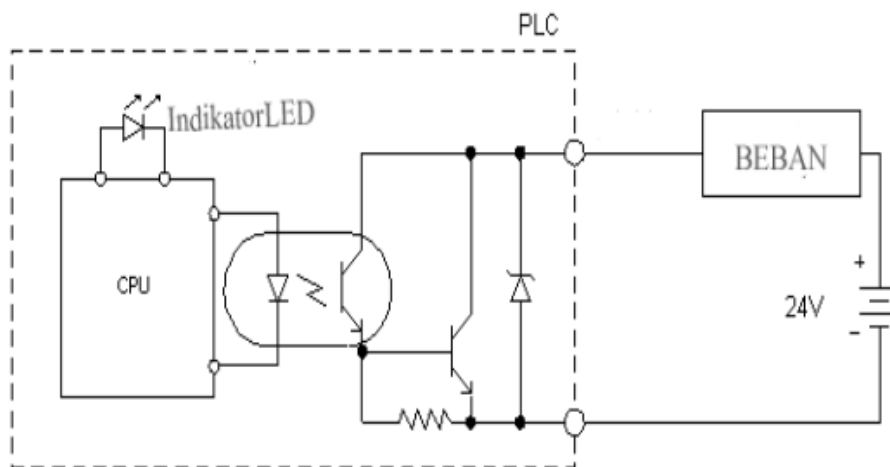 PLC
IndikatorLED
BEBAN
CPU
+
24V
-